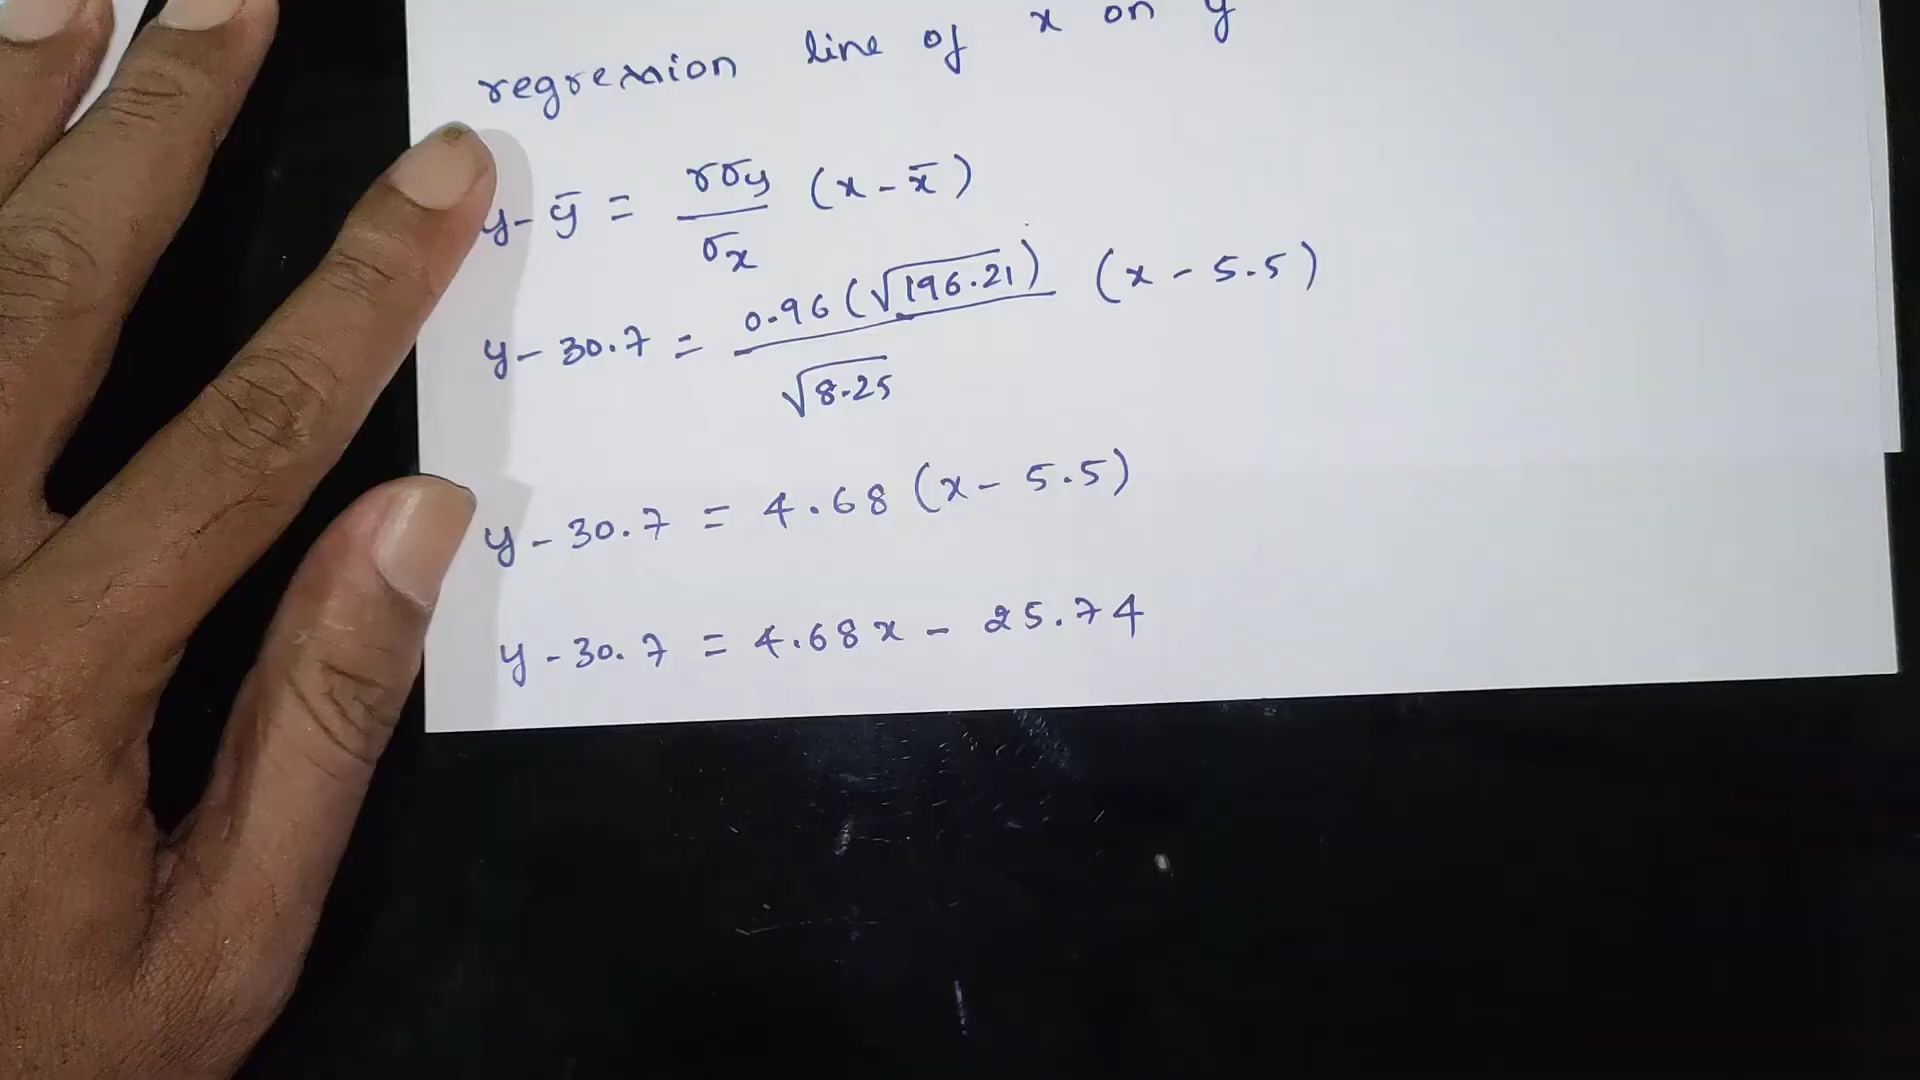 regression line of x on y
y - ȳ = rσy / σx (x - x̄)
y - 30.7 = 0.96 (√196.21) / √8.25 (x - 5.5)
y - 30.7 = 4.68 (x - 5.5)
y - 30.7 = 4.68x - 25.74